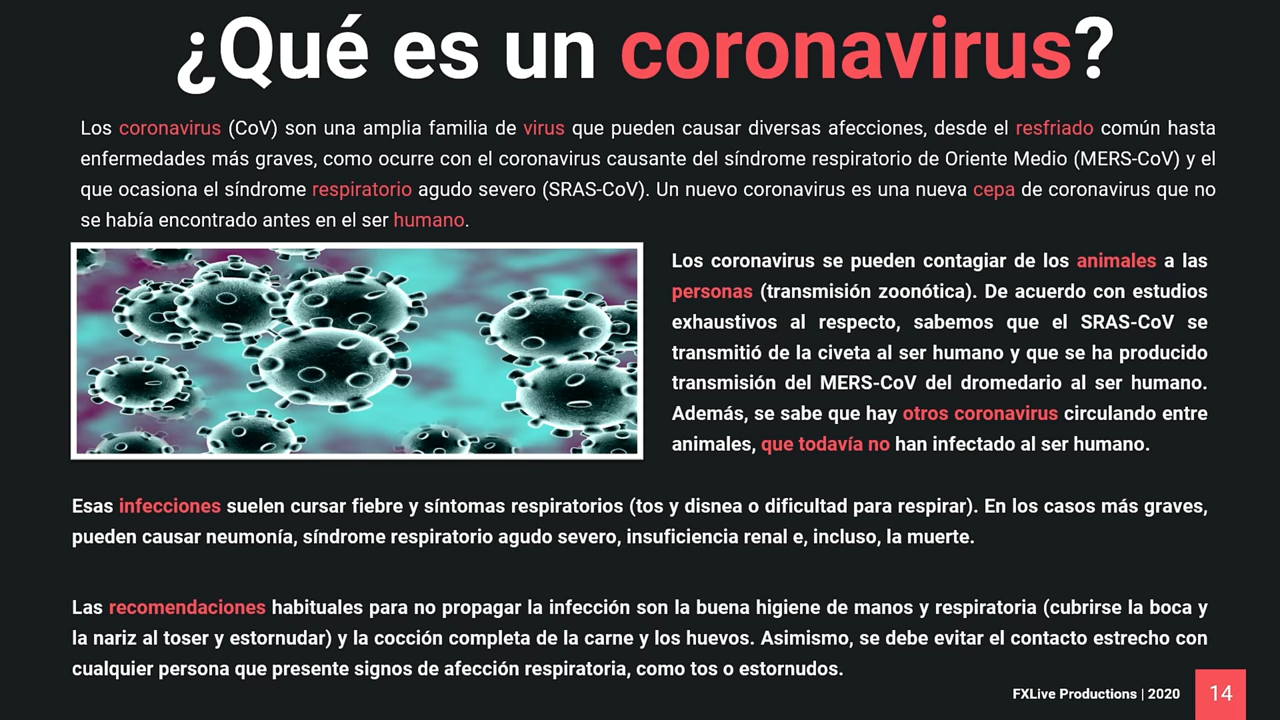 ¿Qué es un coronavirus?
Los coronavirus (CoV) son una amplia familia de virus que pueden causar diversas afecciones, desde el resfriado común hasta
enfermedades más graves, como ocurre con el coronavirus causante del síndrome respiratorio de Oriente Medio (MERS-CoV) y el
que ocasiona el síndrome respiratorio agudo severo (SRAS-CoV). Un nuevo coronavirus es una nueva cepa de coronavirus que no
se había encontrado antes en el ser humano.
Los coronavirus se pueden contagiar de los animales a las
personas (transmisión zoonótica). De acuerdo con estudios
exhaustivos al respecto, sabemos que el SRAS-CoV se
transmitió de la civeta al ser humano y que se ha producido
transmisión del MERS-CoV del dromedario al ser humano.
Además, se sabe que hay otros coronavirus circulando entre
animales, que todavía no han infectado al ser humano.
Esas infecciones suelen cursar fiebre y síntomas respiratorios (tos y disnea o dificultad para respirar). En los casos más graves,
pueden causar neumonía, síndrome respiratorio agudo severo, insuficiencia renal e, incluso, la muerte.
Las recomendaciones habituales para no propagar la infección son la buena higiene de manos y respiratoria (cubrirse la boca y
la nariz al toser y estornudar) y la cocción completa de la carne y los huevos. Asimismo, se debe evitar el contacto estrecho con
cualquier persona que presente signos de afección respiratoria, como tos o estornudos.
FXLive Productions | 2020 14